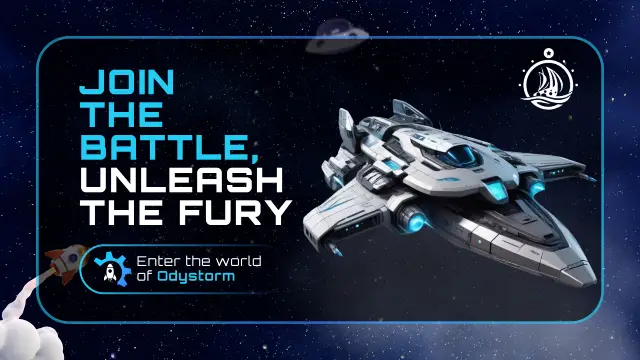 JOIN
THE
BATTLE,
UNLEASH
THE FURY
Enter the world
of Odystorm